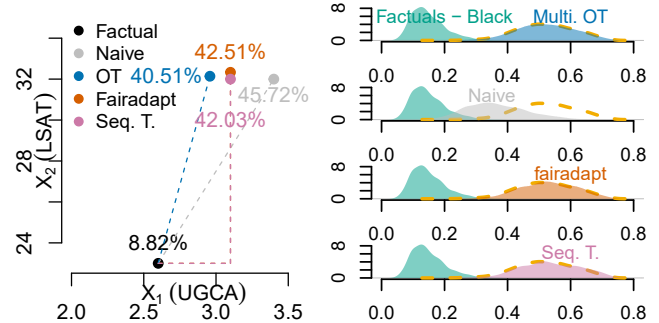 Factual
Naive
OT
Fairadapt
Seq. T.
42.51%
40.51%
45.72%
42.03%
8.82%
X2 (LSAT)
24
28
32
X1 (UGCA)
2.0 2.5 3.0 3.5
Factuals − Black
Multi. OT
0 4 8
0.0 0.2 0.4 0.6 0.8
Naive
0 4 8
0.0 0.2 0.4 0.6 0.8
fairadapt
0 4 8
0.0 0.2 0.4 0.6 0.8
Seq. T.
0 4 8
0.0 0.2 0.4 0.6 0.8